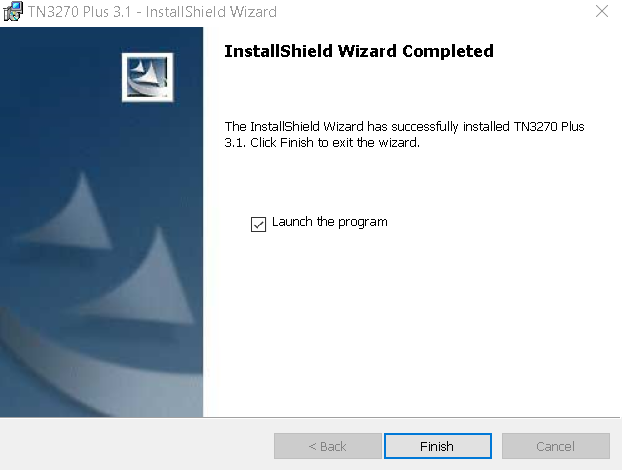 TN3270 Plus 3.1 - InstallShield Wizard
InstallShield Wizard Completed
The InstallShield Wizard has successfully installed TN3270 Plus
3.1. Click Finish to exit the wizard.
Launch the program
< Back
Finish
Cancel